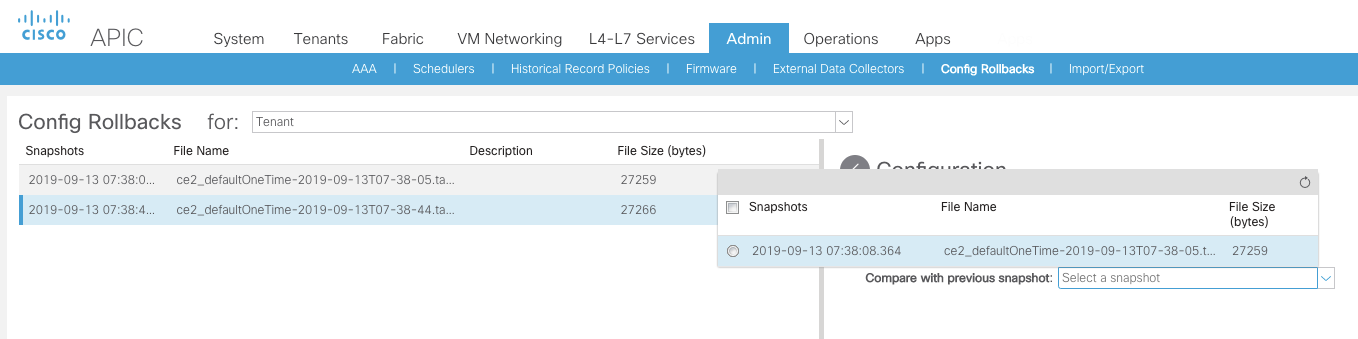 CISCO
APIC
System Tenants Fabric VM Networking L4-L7 Services Admin Operations Apps
AAA | Schedulers | Historical Record Policies | Firmware | External Data Collectors | Config Rollbacks | Import/Export
Config Rollbacks for: Tenant
Snapshots File Name Description File Size (bytes)
2019-09-13 07:38:0... ce2_defaultOneTime-2019-09-13T07-38-05.ta... 27259
2019-09-13 07:38:4... ce2_defaultOneTime-2019-09-13T07-38-44.ta... 27266
Configuration
Snapshots File Name File Size
(bytes)
2019-09-13 07:38:08.364 ce2_defaultOneTime-2019-09-13T07-38-05.t... 27259
Compare with previous snapshot: Select a snapshot